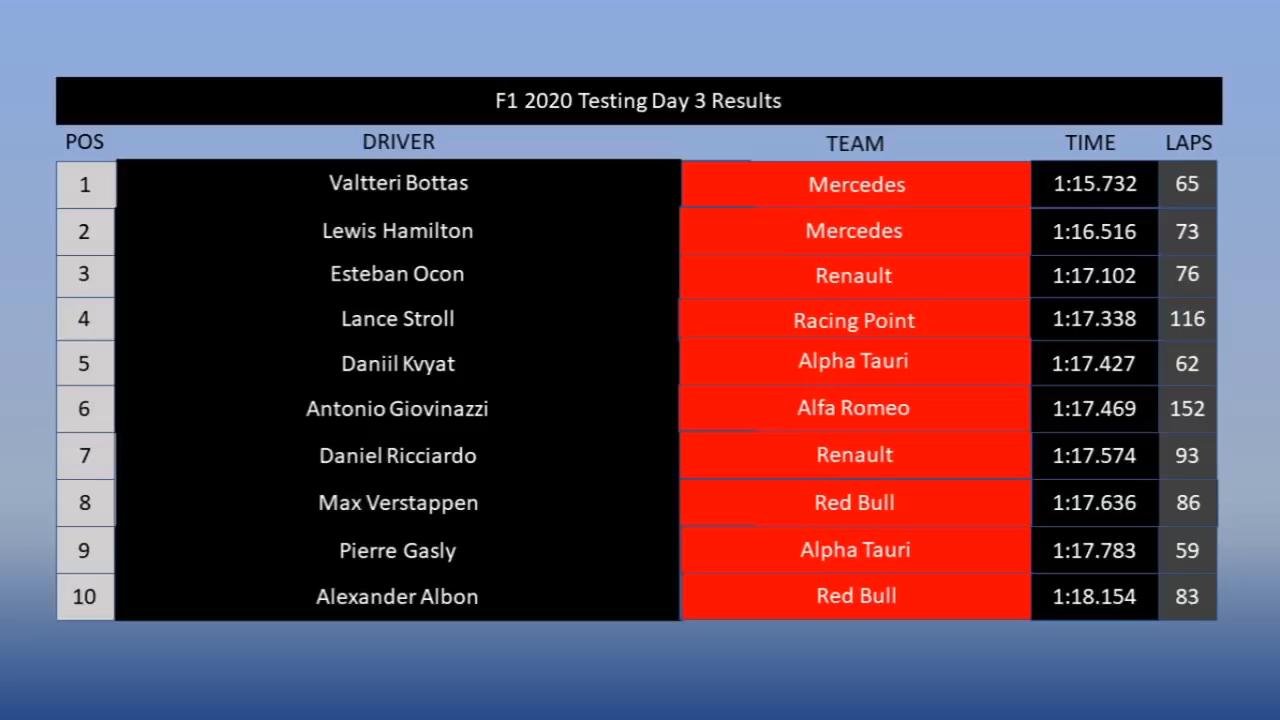 F1 2020 Testing Day 3 Results
POS DRIVER TEAM TIME LAPS
1 Valtteri Bottas Mercedes 1:15.732 65
2 Lewis Hamilton Mercedes 1:16.516 73
3 Esteban Ocon Renault 1:17.102 76
4 Lance Stroll Racing Point 1:17.338 116
5 Daniil Kvyat Alpha Tauri 1:17.427 62
6 Antonio Giovinazzi Alfa Romeo 1:17.469 152
7 Daniel Ricciardo Renault 1:17.574 93
8 Max Verstappen Red Bull 1:17.636 86
9 Pierre Gasly Alpha Tauri 1:17.783 59
10 Alexander Albon Red Bull 1:18.154 83